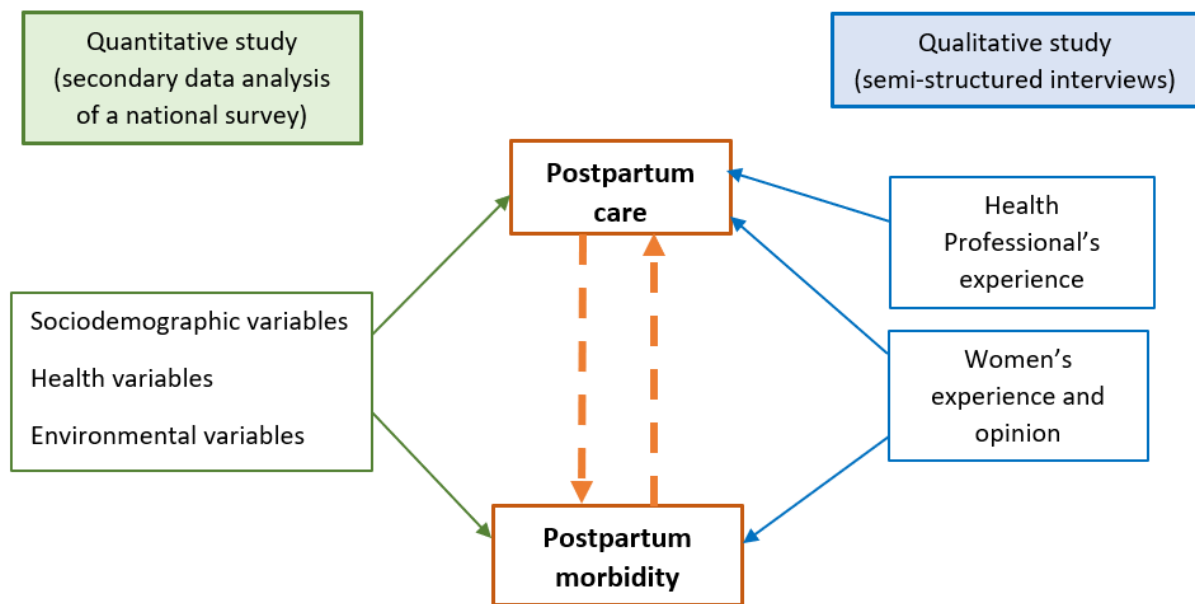 Quantitative study
(secondary data analysis
of a national survey)
Qualitative study
(semi-structured interviews)
Postpartum
care
Health
Professional’s
experience
Sociodemographic variables
Health variables
Environmental variables
Women’s
experience and
opinion
Postpartum
morbidity